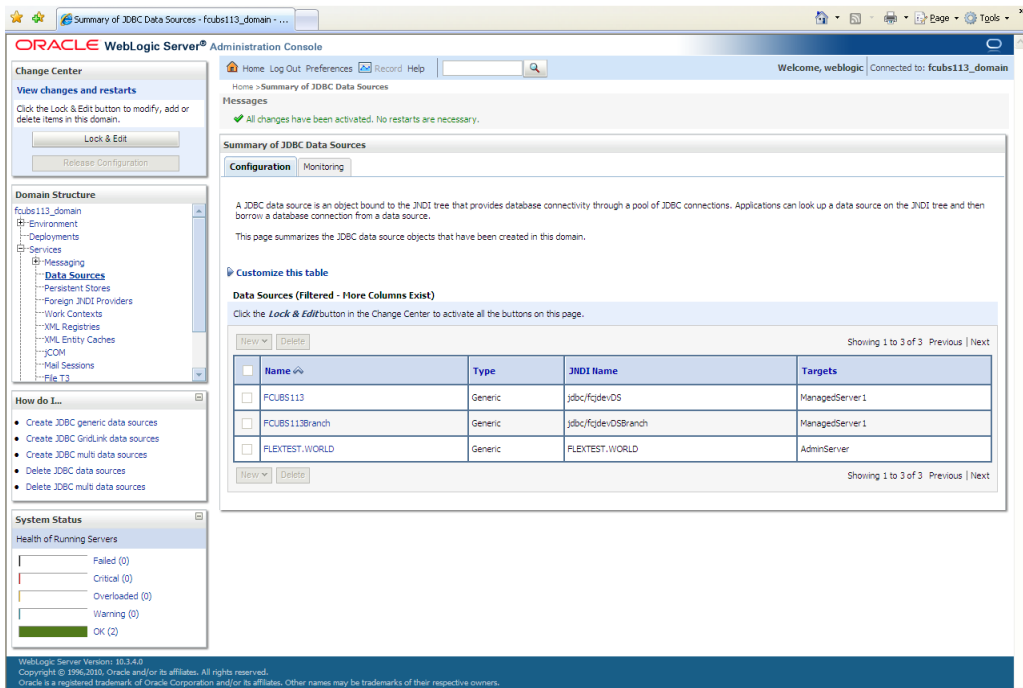 Summary of JDBC Data Sources - fcubs113_domain - ...
Page
Tools
ORACLE WebLogic Server® Administration Console
Change Center
View changes and restarts
Click the Lock & Edit button to modify, add or
delete items in this domain.
Lock & Edit
Release Configuration
Domain Structure
fcubs113_domain
Environment
Deployments
Services
Messaging
Data Sources
Persistent Stores
Foreign JNDI Providers
Work Contexts
XML Registries
XML Entity Caches
jCOM
Mail Sessions
File T3
How do I...
Create JDBC generic data sources
Create JDBC GridLink data sources
Create JDBC multi data sources
Delete JDBC data sources
Delete JDBC multi data sources
System Status
Health of Running Servers
Failed (0)
Critical (0)
Overloaded (0)
Warning (0)
OK (2)
Home Log Out Preferences Record Help
Welcome, weblogic Connected to: fcubs113_domain
Home >Summary of JDBC Data Sources
Messages
All changes have been activated. No restarts are necessary.
Summary of JDBC Data Sources
Configuration Monitoring
A JDBC data source is an object bound to the JNDI tree that provides database connectivity through a pool of JDBC connections. Applications can look up a data source on the JNDI tree and then
borrow a database connection from a data source.
This page summarizes the JDBC data source objects that have been created in this domain.
Customize this table
Data Sources (Filtered - More Columns Exist)
Click the Lock & Edit button in the Change Center to activate all the buttons on this page.
New Delete Showing 1 to 3 of 3 Previous | Next
Name Type JNDI Name Targets
FCUBS113 Generic jdbc/fcjdevDS ManagedServer1
FCUBS113Branch Generic jdbc/fcjdevDSBranch ManagedServer1
FLEXTEST.WORLD Generic FLEXTEST.WORLD AdminServer
New Delete Showing 1 to 3 of 3 Previous | Next
WebLogic Server Version: 10.3.4.0
Copyright © 1996,2010, Oracle and/or its affiliates. All rights reserved.
Oracle is a registered trademark of Oracle Corporation and/or its affiliates. Other names may be trademarks of their respective owners.